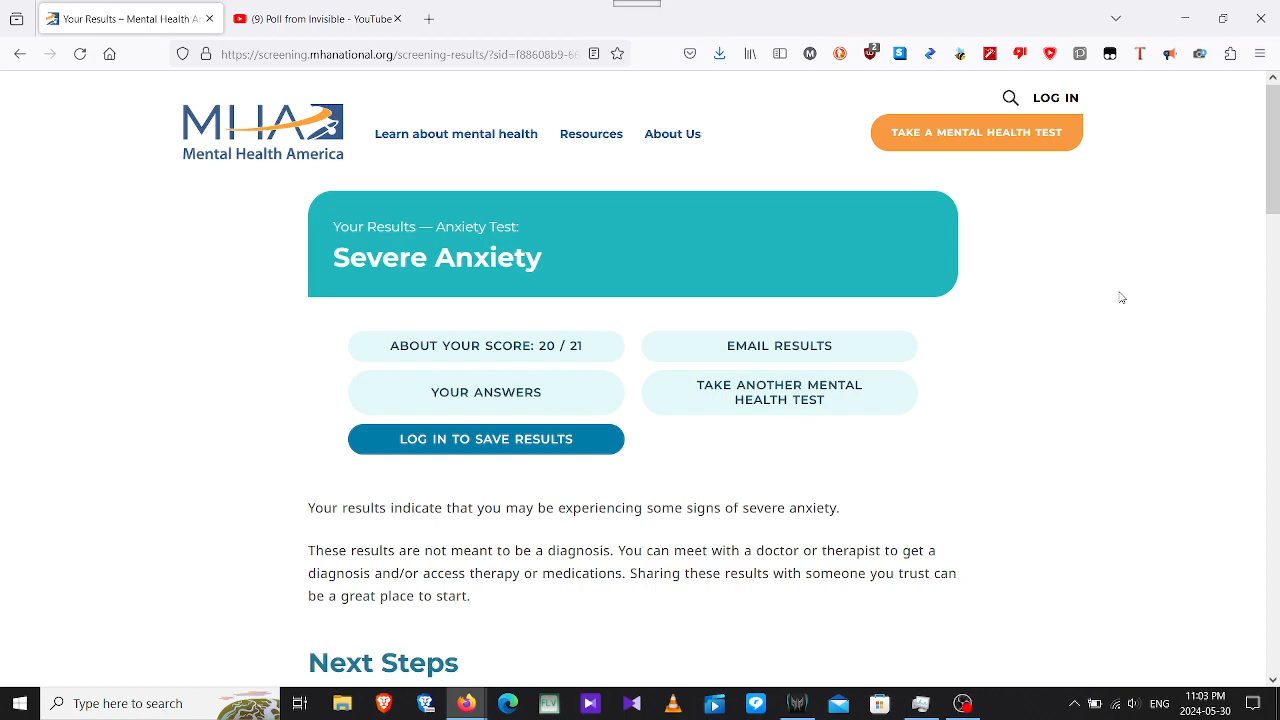 Your Results – Mental Health Ar
(9) Poll from Invisible - YouTube
https://screening.mhanational.org/screening-results/?sid=f88608b9-66
2
LOG IN
MHA
Mental Health America
Learn about mental health
Resources
About Us
TAKE A MENTAL HEALTH TEST
Your Results — Anxiety Test:
Severe Anxiety
ABOUT YOUR SCORE: 20 / 21
EMAIL RESULTS
YOUR ANSWERS
TAKE ANOTHER MENTAL
HEALTH TEST
LOG IN TO SAVE RESULTS
Your results indicate that you may be experiencing some signs of severe anxiety.
These results are not meant to be a diagnosis. You can meet with a doctor or therapist to get a
diagnosis and/or access therapy or medications. Sharing these results with someone you trust can
be a great place to start.
Next Steps
Type here to search
FLV
ENG
11:03 PM
2024-05-30